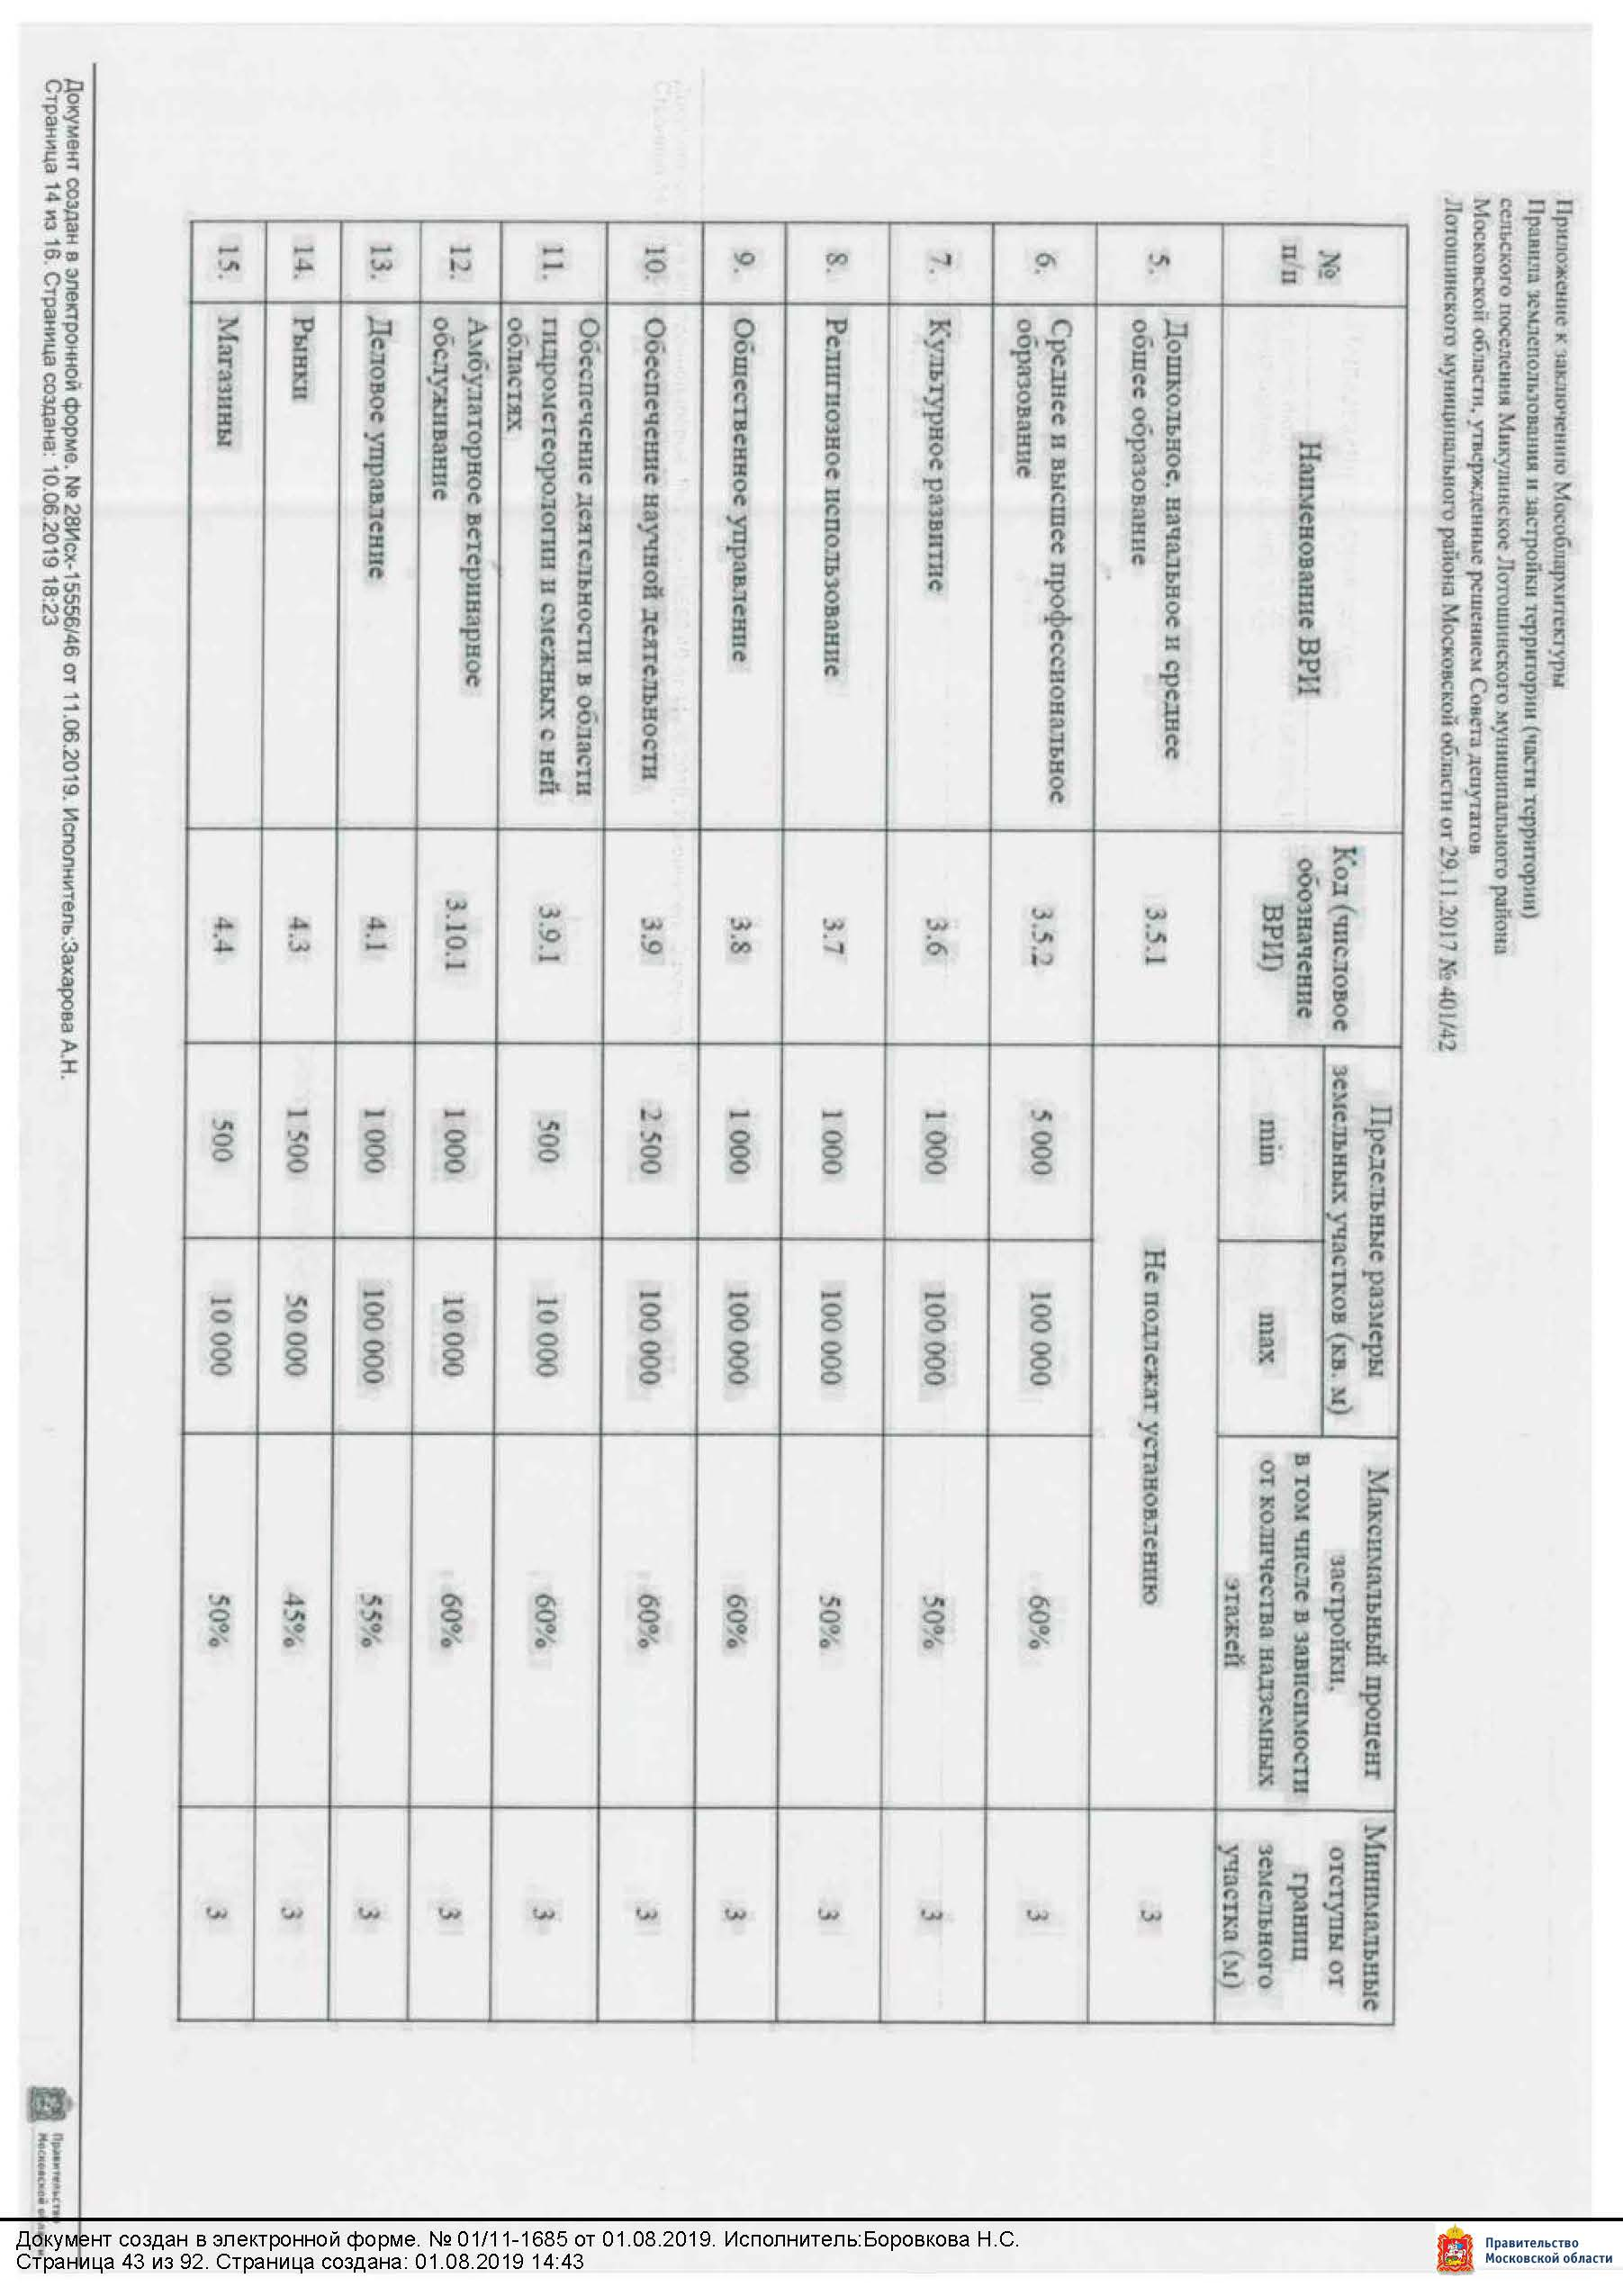 Приложение к заключению Мособлархитектуры
Правила землепользования и застройки территории (части территории)
сельского поселения Микулинское Лотошинского муниципального района
Московской области, утвержденные решением Совета депутатов
Лотошинского муниципального района Московской области от 29.11.2017 № 401/42
№ п/п
Наименование ВРИ
Код (числовое
обозначение
ВРИ)
Предельные размеры
земельных участков (кв. м)
min
max
Максимальный процент
застройки,
в том числе в зависимости
от количества надземных
этажей
Минимальные
отступы от
границ
земельного
участка (м)
5. Дошкольное, начальное и среднее
общее образование
3.5.1 Не подлежат установлению 3
6. Среднее и высшее профессиональное
образование
3.5.2 5 000 100 000 60% 3
7. Культурное развитие 3.6 1 000 100 000 50% 3
8. Религиозное использование 3.7 1 000 100 000 50% 3
9. Общественное управление 3.8 1 000 100 000 60% 3
10. Обеспечение научной деятельности 3.9 2 500 100 000 60% 3
11. Обеспечение деятельности в области
гидрометеорологии и смежных с ней
областях
3.9.1 500 10 000 60% 3
12. Амбулаторное ветеринарное
обслуживание
3.10.1 1 000 10 000 60% 3
13. Деловое управление 4.1 1 000 100 000 55% 3
14. Рынки 4.3 1 500 50 000 45% 3
15. Магазины 4.4 500 10 000 50% 3
Документ создан в электронной форме. № 28Исх-15556/46 от 11.06.2019. Исполнитель:Захарова А.Н.
Страница 14 из 16. Страница создана: 10.06.2019 18:23
Правительство
Московской
Документ создан в электронной форме. № 01/11-1685 от 01.08.2019. Исполнитель:Боровкова Н.С.
Страница 43 из 92. Страница создана: 01.08.2019 14:43
Правительство
Московской области